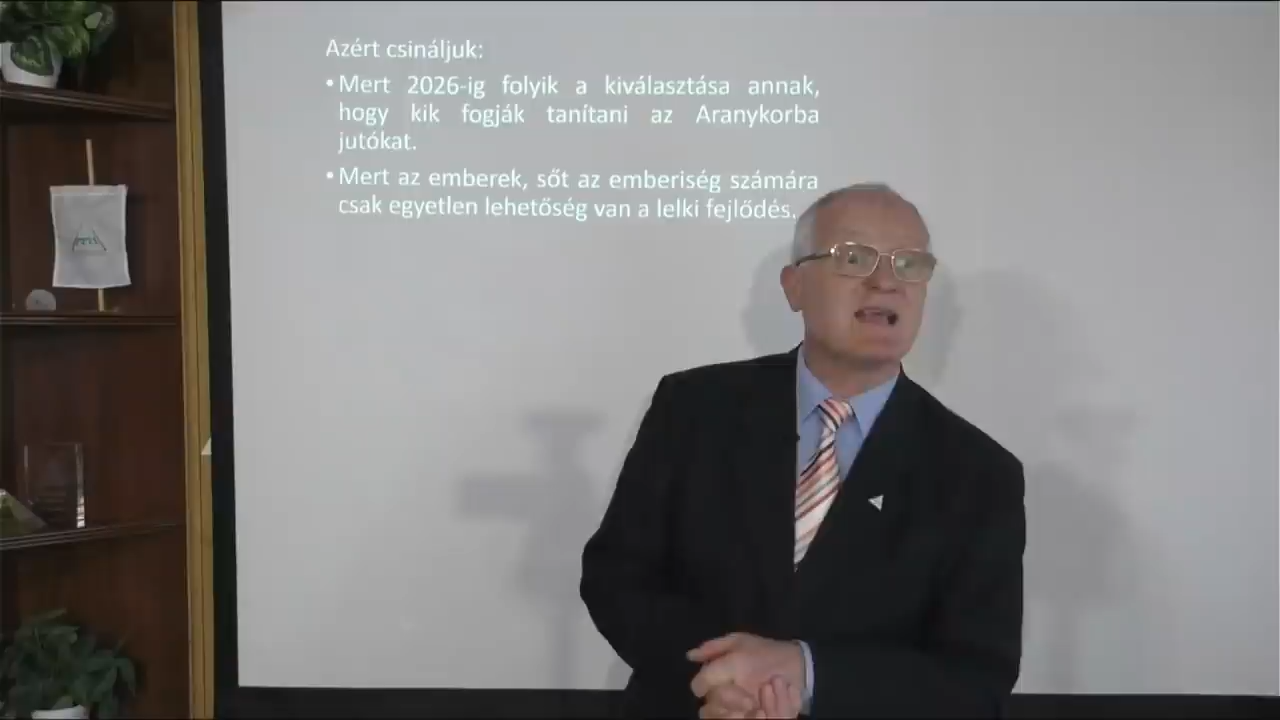 Azért csináljuk:
•Mert 2026-ig folyik a kiválasztása annak,
hogy kik fogják tanítani az Aranykorba
jutókat.
•Mert az emberek, sőt az emberiség számára
csak egyetlen lehetőség van a lelki fejlődés.